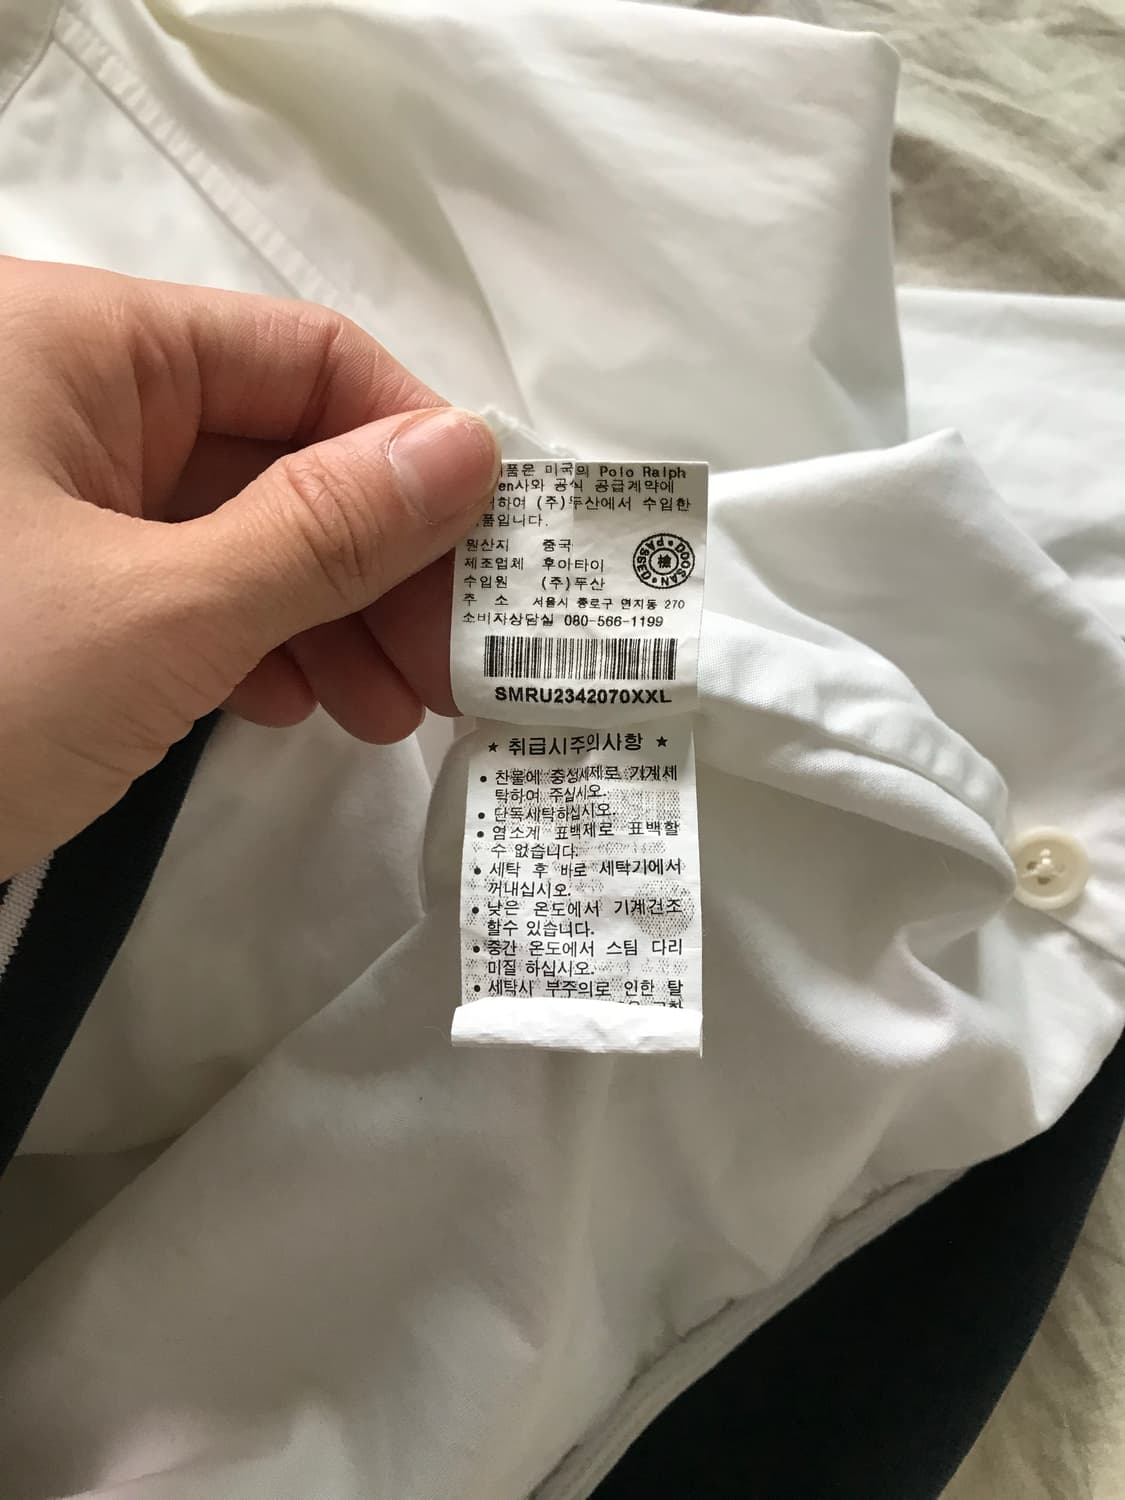 품은 미국의 Polo Ralph
en사와 공식 공급계약에
하여 (주)두산에서 수입한
품입니다.
원산지 중국
제조업체 후아타이
수입원 (주)두산
주 소 서울시 종로구 연지동 270
소비자상담실 080-566-1199
DOOSAN • PASSED •
檢
SMRU2342070XXL
★ 취급시주의사항 ★
• 찬물에 중성세제로 기계세
탁하여 주십시오.
• 단독세탁하십시오.
• 염소계 표백제로 표백할
수 없습니다.
• 세탁 후 바로 세탁기에서
꺼내십시오.
• 낮은 온도에서 기계건조
할수 있습니다.
• 중간 온도에서 스팀 다리
미질 하십시오.
• 세탁시 부주의로 인한 탈